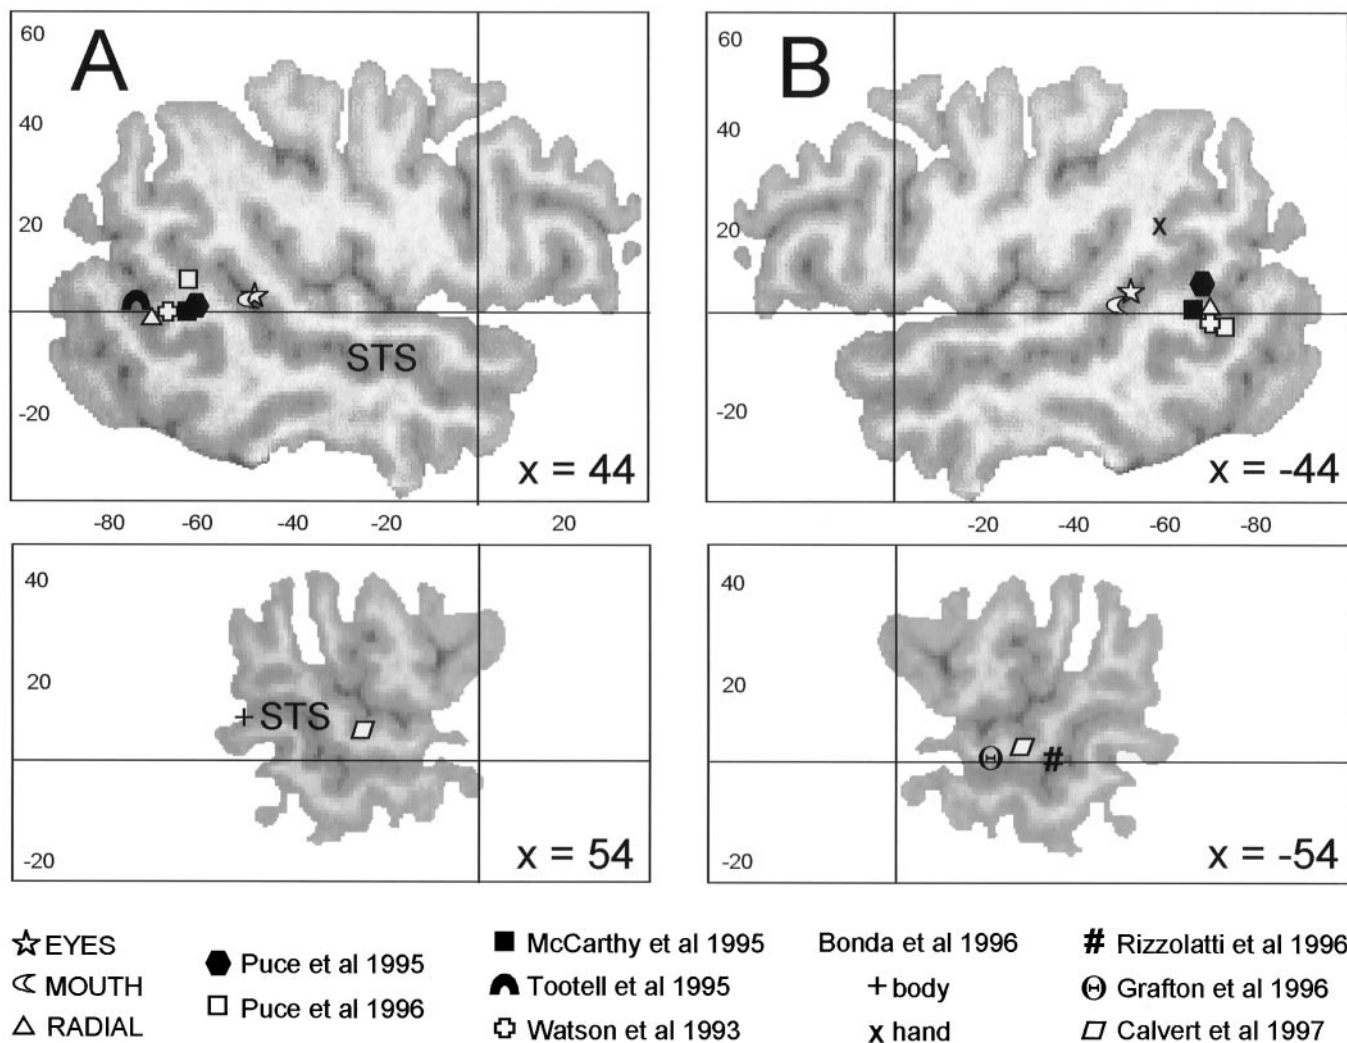 A
60
40
20
STS
-20
x = 44
B
60
40
20
x
-20
x = -44
-80 -60 -40 -20 20
-20 -40 -60 -80
40
20
+STS
-20
x = 54
40
20
Θ #
-20
x = -54
EYES
MOUTH
RADIAL
Puce et al 1995
Puce et al 1996
McCarthy et al 1995
Tootell et al 1995
Watson et al 1993
Bonda et al 1996
+ body
x hand
# Rizzolatti et al 1996
Θ Grafton et al 1996
Calvert et al 1997